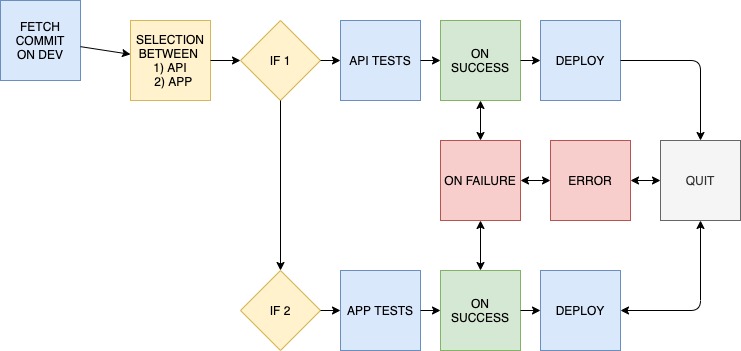 FETCH
COMMIT
ON DEV
SELECTION
BETWEEN
1) API
2) APP
IF 1
API TESTS
ON
SUCCESS
DEPLOY
ON FAILURE
ERROR
QUIT
IF 2
APP TESTS
ON
SUCCESS
DEPLOY